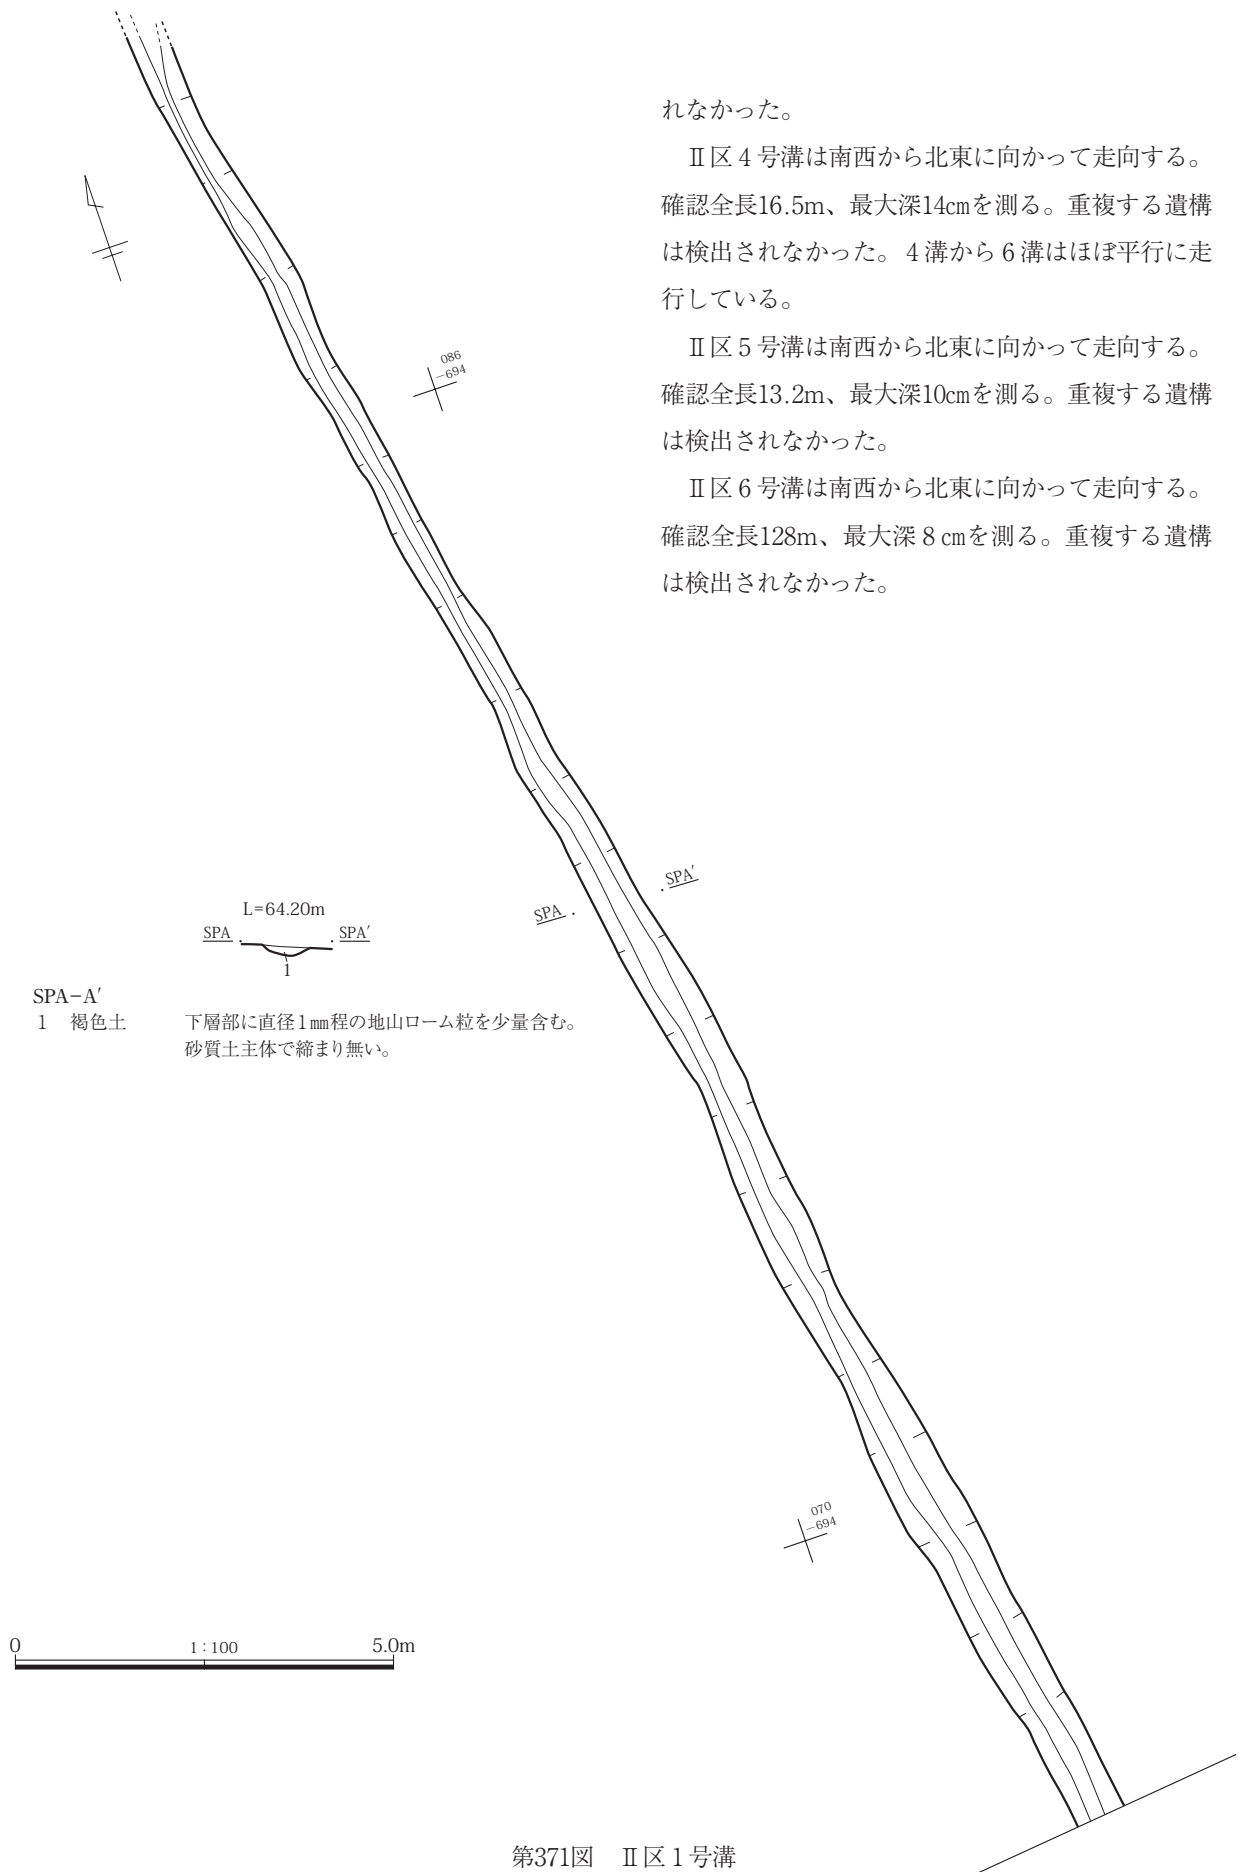 れなかった。
Ⅱ区４号溝は南西から北東に向かって走向する。
確認全長16.5m、最大深14㎝を測る。重複する遺構
は検出されなかった。４溝から６溝はほぼ平行に走
行している。
Ⅱ区５号溝は南西から北東に向かって走向する。
確認全長13.2m、最大深10㎝を測る。重複する遺構
は検出されなかった。
Ⅱ区６号溝は南西から北東に向かって走向する。
確認全長128m、最大深８㎝を測る。重複する遺構
は検出されなかった。
086
−694
SPA
SPA′
L=64.20m
SPA
SPA′
1
SPA−A′
1 褐色土 下層部に直径1㎜程の地山ローム粒を少量含む。
砂質土主体で締まり無い。
070
−694
0 1：100 5.0m
第371図　Ⅱ区１号溝